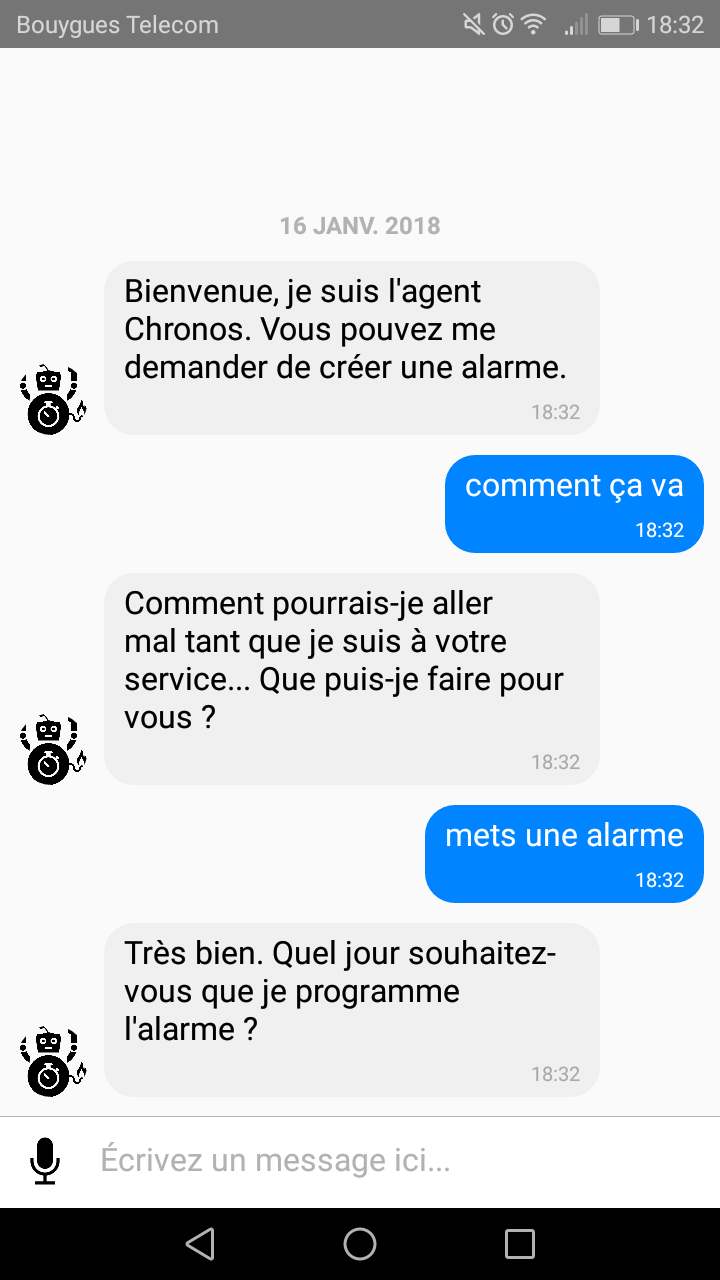 Bouygues Telecom 18:32
16 JANV. 2018
Bienvenue, je suis l'agent
Chronos. Vous pouvez me
demander de créer une alarme.
18:32
comment ça va
18:32
Comment pourrais-je aller
mal tant que je suis à votre
service... Que puis-je faire pour
vous ?
18:32
mets une alarme
18:32
Très bien. Quel jour souhaitez-
vous que je programme
l'alarme ?
18:32
Écrivez un message ici...